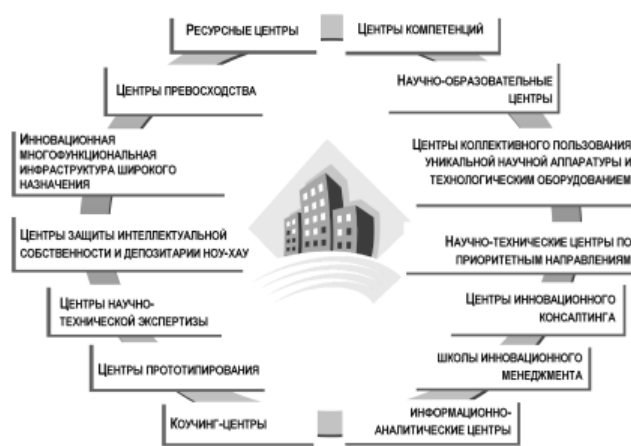 РЕСУРСНЫЕ ЦЕНТРЫ
ЦЕНТРЫ КОМПЕТЕНЦИЙ
ЦЕНТРЫ ПРЕВОСХОДСТВА
НАУЧНО-ОБРАЗОВАТЕЛЬНЫЕ
ЦЕНТРЫ
ИННОВАЦИОННАЯ
МНОГОФУНКЦИОНАЛЬНАЯ
ИНФРАСТРУКТУРА ШИРОКОГО
НАЗНАЧЕНИЯ
ЦЕНТРЫ КОЛЛЕКТИВНОГО ПОЛЬЗОВАНИЯ
УНИКАЛЬНОЙ НАУЧНОЙ АППАРАТУРЫ И
ТЕХНОЛОГИЧЕСКИМ ОБОРУДОВАНИЕМ
ЦЕНТРЫ ЗАЩИТЫ ИНТЕЛЛЕКТУАЛЬНОЙ
СОБСТВЕННОСТИ И ДЕПОЗИТАРИИ НОУ-ХАУ
НАУЧНО-ТЕХНИЧЕСКИЕ ЦЕНТРЫ ПО
ПРИОРИТЕТНЫМ НАПРАВЛЕНИЯМ
ЦЕНТРЫ НАУЧНО-
ТЕХНИЧЕСКОЙ ЭКСПЕРТИЗЫ
ЦЕНТРЫ ИННОВАЦИОННОГО
КОНСАЛТИНГА
ЦЕНТРЫ ПРОТОТИПИРОВАНИЯ
ШКОЛЫ ИННОВАЦИОННОГО
МЕНЕДЖМЕНТА
КОУЧИНГ-ЦЕНТРЫ
ИНФОРМАЦИОННО-
АНАЛИТИЧЕСКИЕ ЦЕНТРЫ